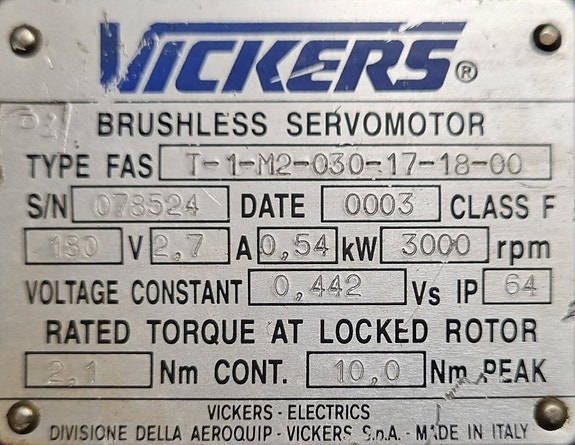 VICKERS®
BRUSHLESS SERVOMOTOR
TYPE FAS T-1-M2-030-17-18-00
S/N 078524 DATE 0003 CLASS F
180 V 2,7 A 0,54 kW 3000 rpm
VOLTAGE CONSTANT 0,442 Vs IP 64
RATED TORQUE AT LOCKED ROTOR
2,1 Nm CONT. 10,0 Nm PEAK
VICKERS - ELECTRICS
DIVISIONE DELLA AEROQUIP - VICKERS S.p.A. - MADE IN ITALY